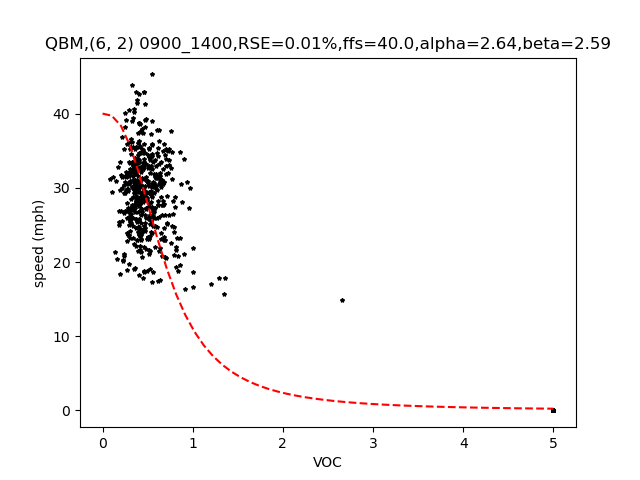 QBM,(6, 2) 0900_1400,RSE=0.01%,ffs=40.0,alpha=2.64,beta=2.59
40
30
20
10
0
speed (mph)
0 1 2 3 4 5
VOC